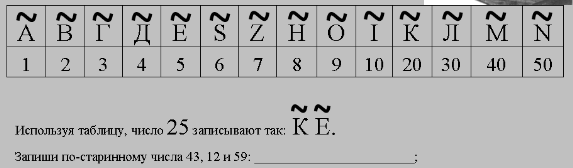 А В Г Д Е Ѕ Z Н О І К Л М N
1 2 3 4 5 6 7 8 9 10 20 30 40 50
Используя таблицу, число 25 записывают так: К Е.
Запиши по-старинному числа 43, 12 и 59: ________________________;